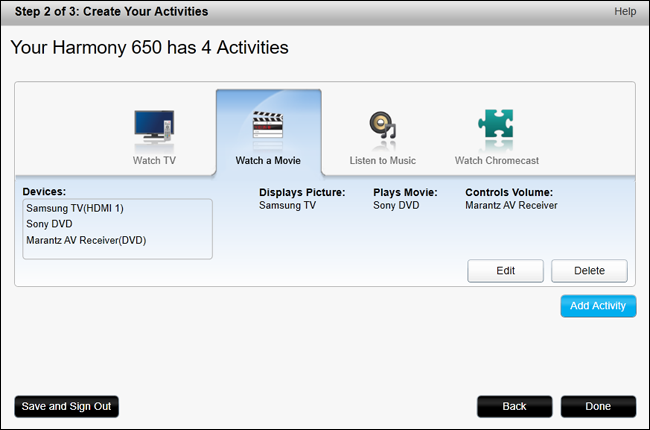 Step 2 of 3: Create Your Activities
Help
Your Harmony 650 has 4 Activities
Watch TV
Watch a Movie
Listen to Music
Watch Chromecast
Devices:
Samsung TV(HDMI 1)
Sony DVD
Marantz AV Receiver(DVD)
Displays Picture:
Samsung TV
Plays Movie:
Sony DVD
Controls Volume:
Marantz AV Receiver
Edit
Delete
Add Activity
Save and Sign Out
Back
Done